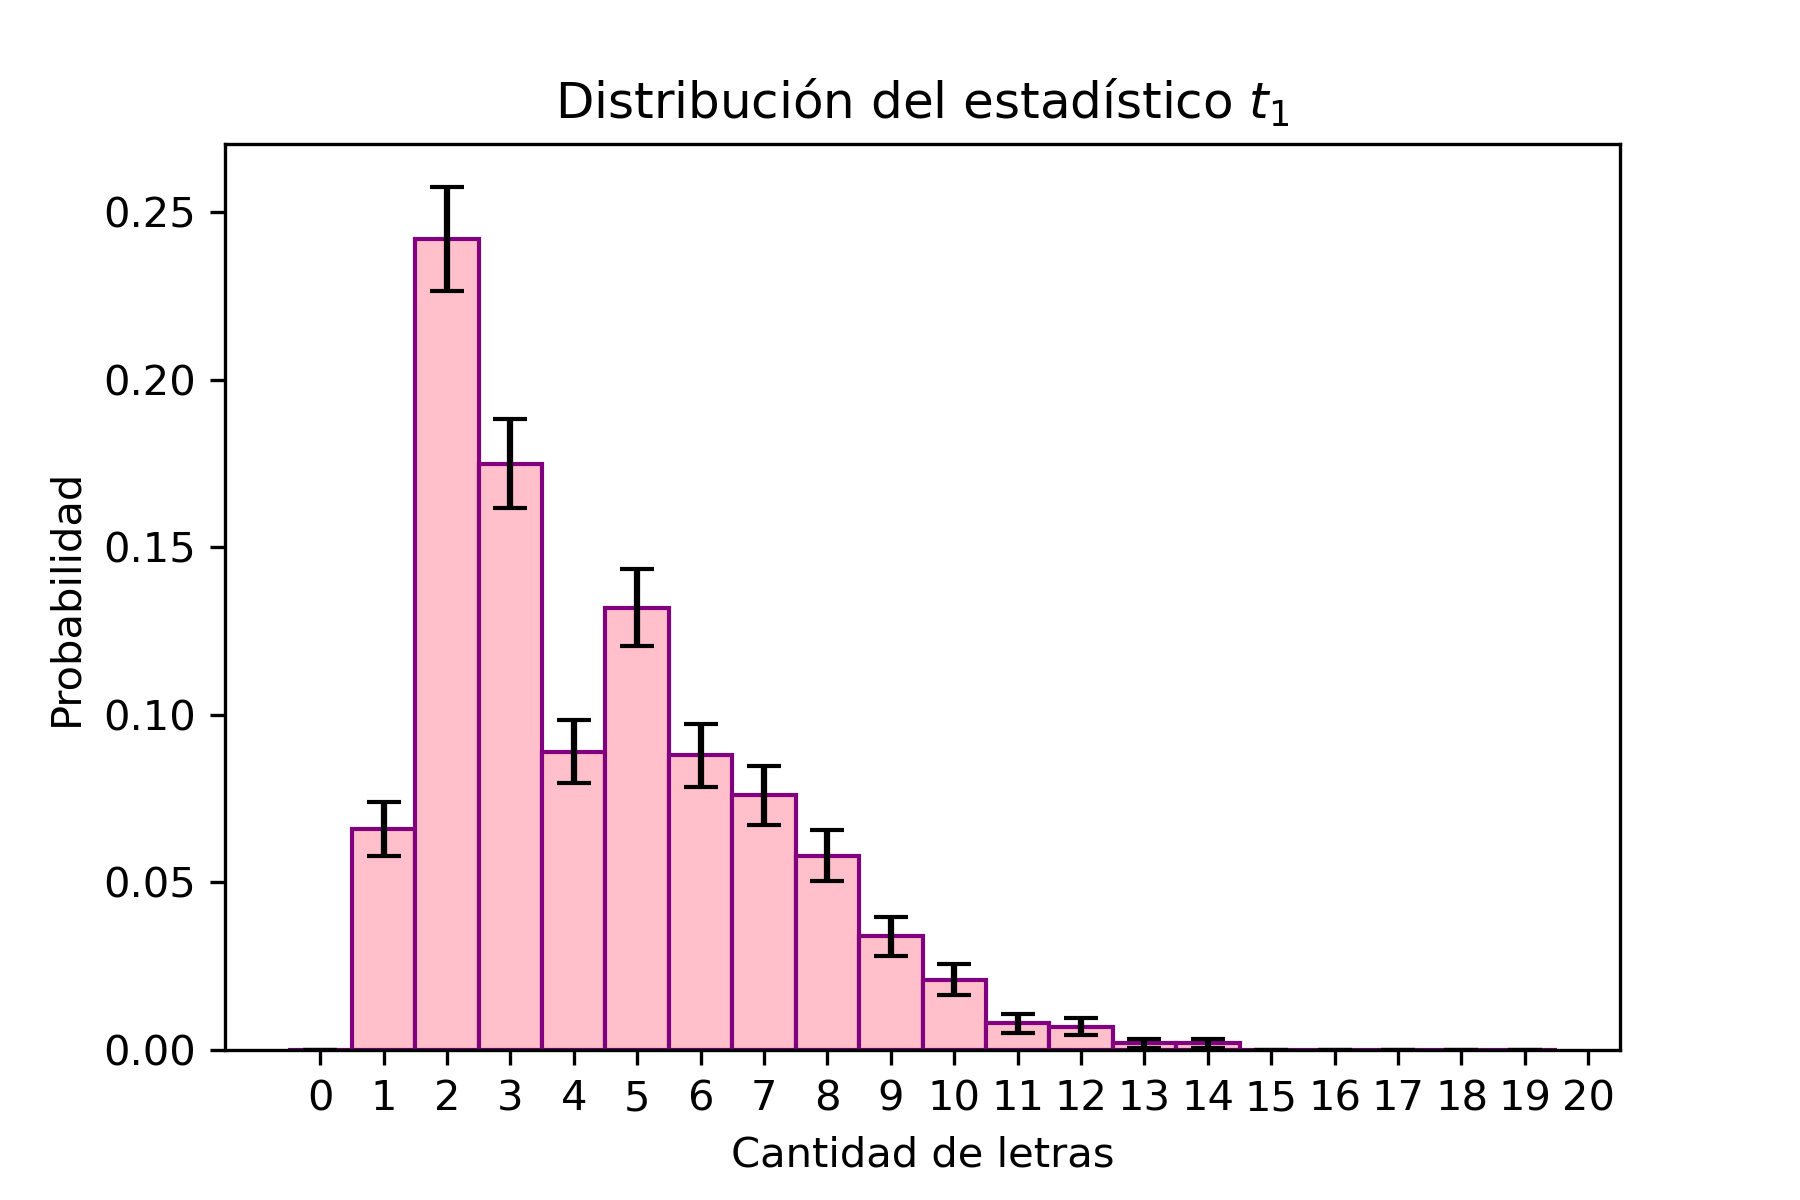 Distribución del estadístico t₁
Probabilidad
0.25
0.20
0.15
0.10
0.05
0.00
0 1 2 3 4 5 6 7 8 9 10 11 12 13 14 15 16 17 18 19 20
Cantidad de letras